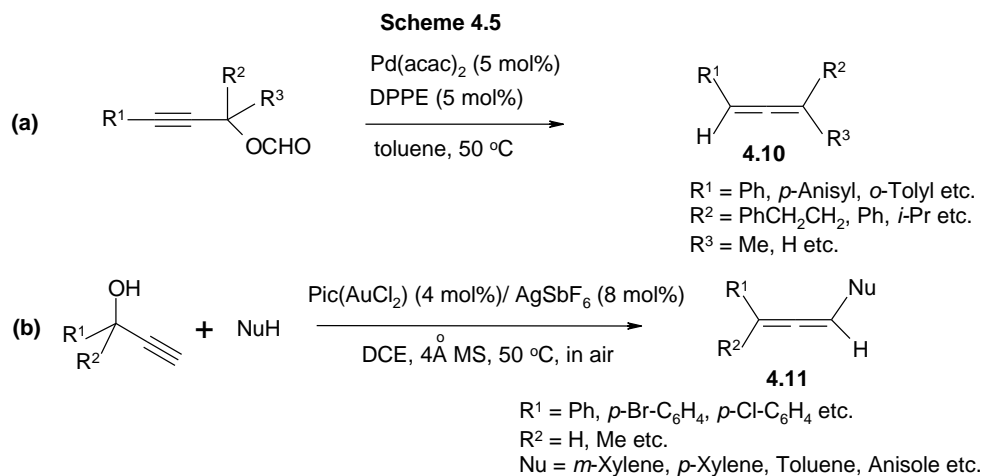 Scheme 4.5
(a)
R¹
R²
R³
OCHO
Pd(acac)₂ (5 mol%)
DPPE (5 mol%)
toluene, 50 °C
R¹
H
R²
R³
4.10
R¹ = Ph, p-Anisyl, o-Tolyl etc.
R² = PhCH₂CH₂, Ph, i-Pr etc.
R³ = Me, H etc.
(b)
OH
R¹
R²
+
NuH
Pic(AuCl₂) (4 mol%)/ AgSbF₆ (8 mol%)
DCE, 4Å MS, 50 °C, in air
R¹
R²
Nu
H
4.11
R¹ = Ph, p-Br-C₆H₄, p-Cl-C₆H₄ etc.
R² = H, Me etc.
Nu = m-Xylene, p-Xylene, Toluene, Anisole etc.